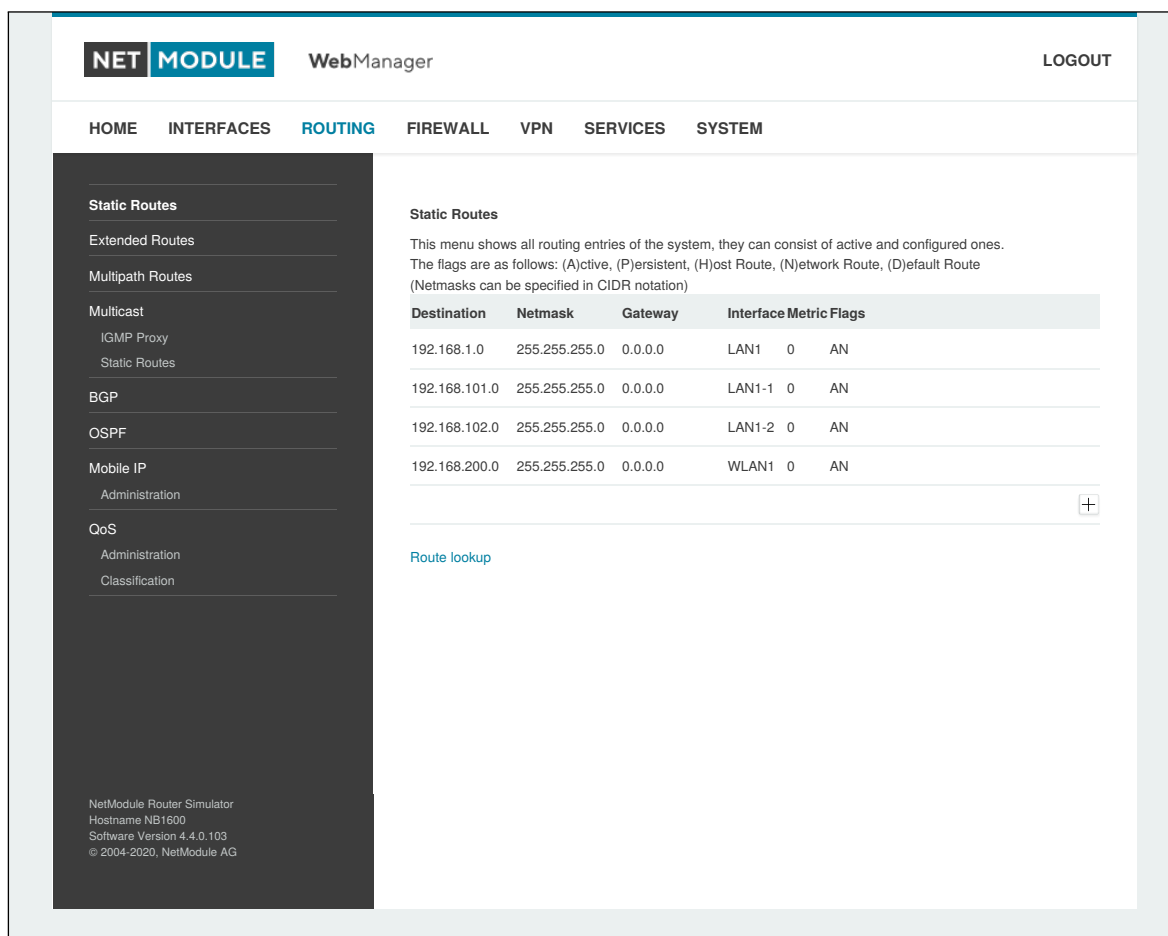 NET MODULE WebManager LOGOUT
HOME INTERFACES ROUTING FIREWALL VPN SERVICES SYSTEM
Static Routes
Extended Routes
Multipath Routes
Multicast
IGMP Proxy
Static Routes
BGP
OSPF
Mobile IP
Administration
QoS
Administration
Classification
NetModule Router Simulator
Hostname NB1600
Software Version 4.4.0.103
© 2004-2020, NetModule AG
Static Routes
This menu shows all routing entries of the system, they can consist of active and configured ones.
The flags are as follows: (A)ctive, (P)ersistent, (H)ost Route, (N)etwork Route, (D)efault Route
(Netmasks can be specified in CIDR notation)
Destination Netmask Gateway Interface Metric Flags
192.168.1.0 255.255.255.0 0.0.0.0 LAN1 0 AN
192.168.101.0 255.255.255.0 0.0.0.0 LAN1-1 0 AN
192.168.102.0 255.255.255.0 0.0.0.0 LAN1-2 0 AN
192.168.200.0 255.255.255.0 0.0.0.0 WLAN1 0 AN
Route lookup